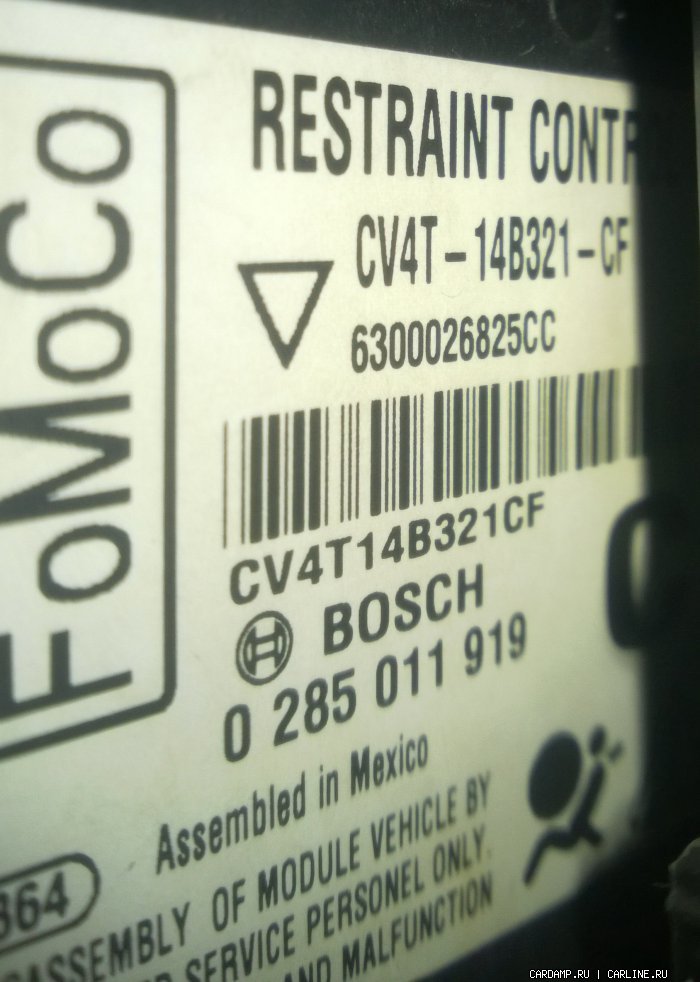 FoMoCo
RESTRAINT CONTR
CV4T-14B321-CF
6300026825CC
CV4T14B321CF
BOSCH
0 285 011 919
Assembled in Mexico
864
ASSEMBLY OF MODULE VEHICLE BY
SERVICE PERSONEL ONLY.
AND MALFUNCTION
CARDAMP.RU | CARLINE.RU